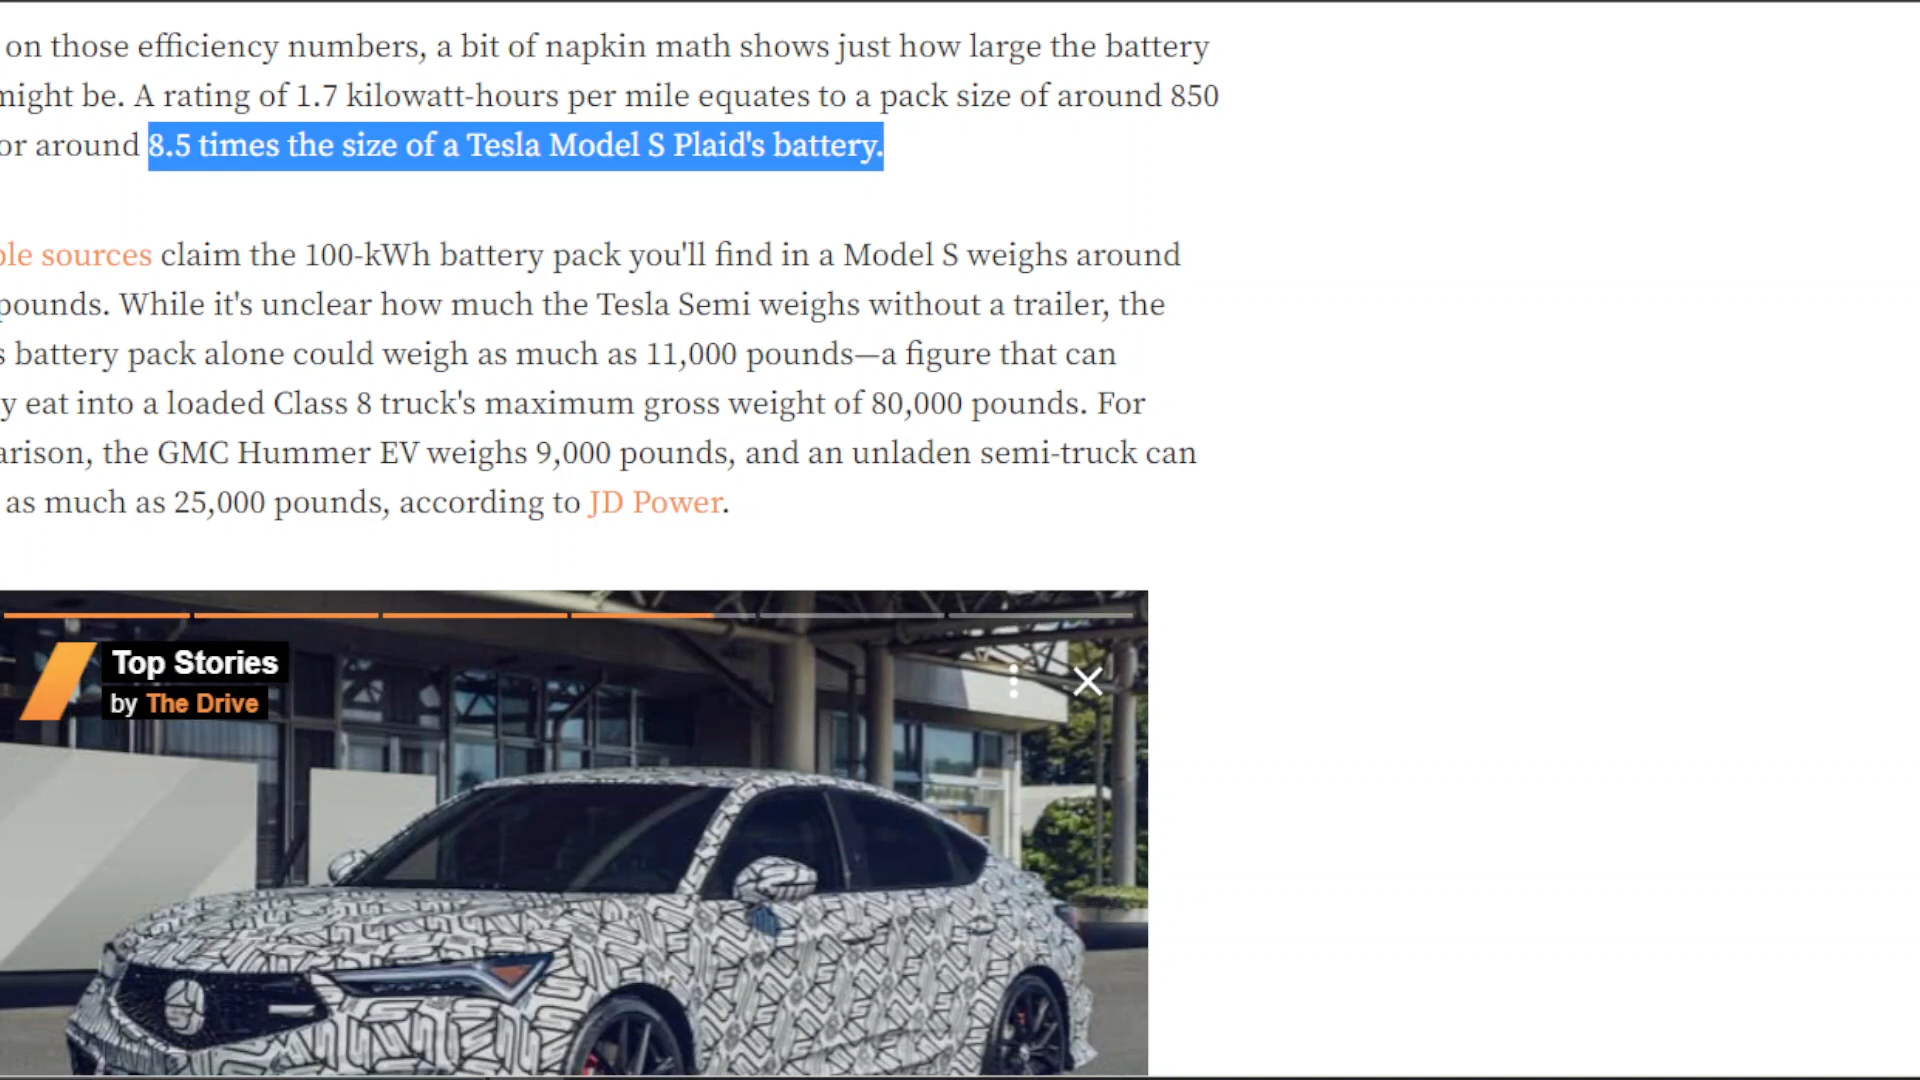 on those efficiency numbers, a bit of napkin math shows just how large the battery
might be. A rating of 1.7 kilowatt-hours per mile equates to a pack size of around 850
or around 8.5 times the size of a Tesla Model S Plaid's battery.
sources claim the 100-kWh battery pack you'll find in a Model S weighs around
pounds. While it's unclear how much the Tesla Semi weighs without a trailer, the
battery pack alone could weigh as much as 11,000 pounds—a figure that can
eat into a loaded Class 8 truck's maximum gross weight of 80,000 pounds. For
the GMC Hummer EV weighs 9,000 pounds, and an unladen semi-truck can
as much as 25,000 pounds, according to JD Power.
Top Stories
by The Drive